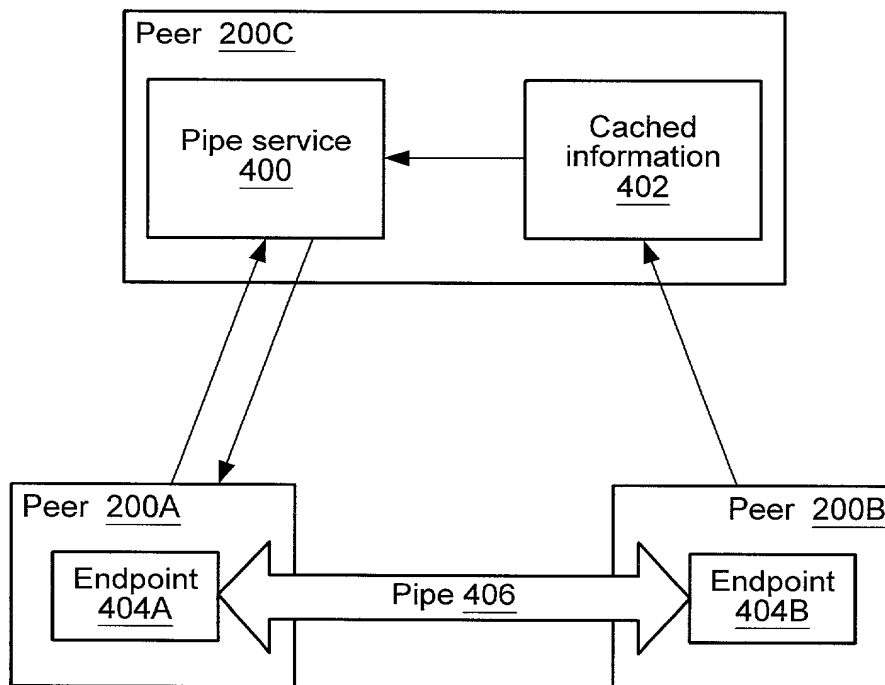 Peer 200C
Pipe service
400
Cached
information
402
Peer 200A
Peer 200B
Endpoint
404A
Pipe 406
Endpoint
404B